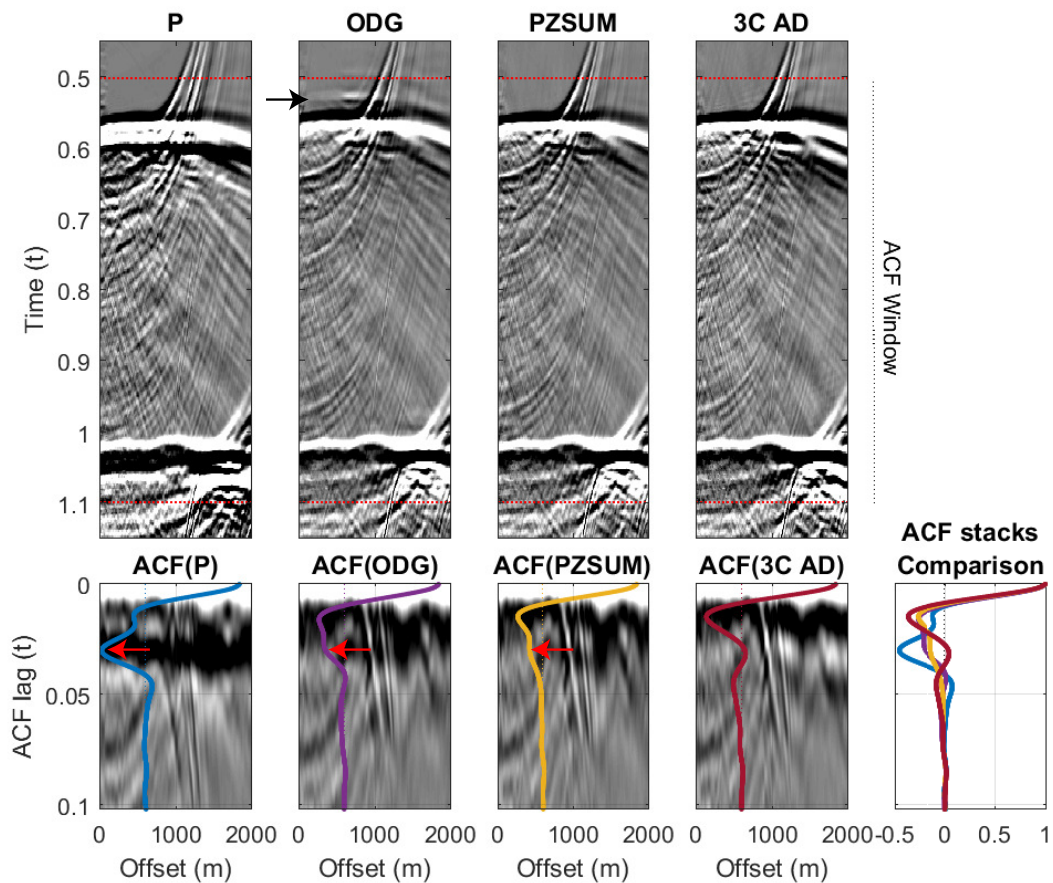 P ODG PZSUM 3C AD
0.5
0.6
0.7
0.8
0.9
1
1.1
Time (t)
ACF Window
ACF(P) ACF(ODG) ACF(PZSUM) ACF(3C AD)
ACF stacks
Comparison
0
0.05
0.1
ACF lag (t)
0 1000 2000 0 1000 2000 0 1000 2000 0 1000 2000 -0.5 0 0.5 1
Offset (m) Offset (m) Offset (m) Offset (m)